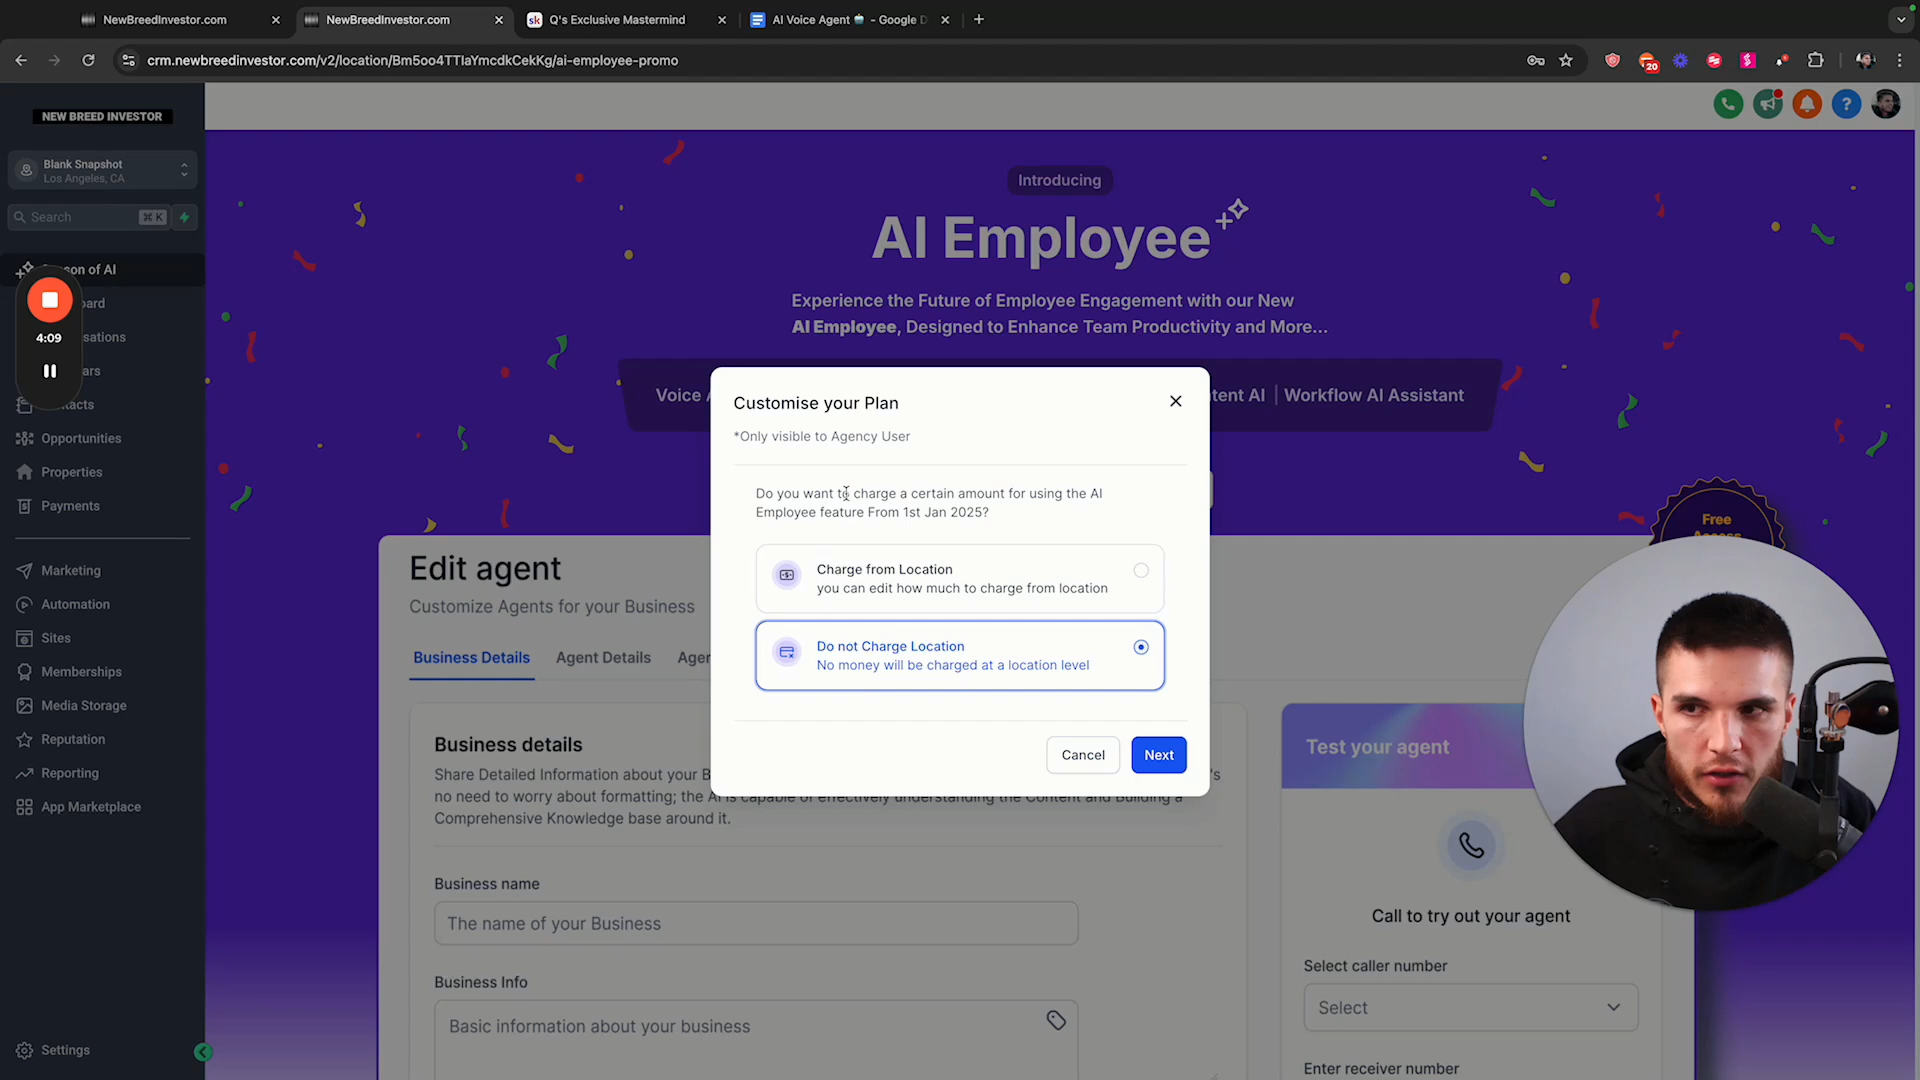 NewBreedInvestor.com
NewBreedInvestor.com
sk
Q's Exclusive Mastermind
AI Voice Agent - Google D
crm.newbreedinvestor.com/v2/location/Bm5oo4TTIaYmcdkCekKg/ai-employee-promo
20
NEW BREED INVESTOR
Blank Snapshot
Los Angeles, CA
Search
⌘ K
son of AI
4:09
ard
sations
ars
tacts
Opportunities
Properties
Payments
Marketing
Automation
Sites
Memberships
Media Storage
Reputation
Reporting
App Marketplace
Settings
Introducing
AI Employee
Experience the Future of Employee Engagement with our New
AI Employee, Designed to Enhance Team Productivity and More...
Voice A
tent AI | Workflow AI Assistant
Free
Customise your Plan
*Only visible to Agency User
Do you want to charge a certain amount for using the AI
Employee feature From 1st Jan 2025?
Charge from Location
you can edit how much to charge from location
Do not Charge Location
No money will be charged at a location level
Cancel
Next
Edit agent
Customize Agents for your Business
Business Details
Agent Details
Agen
Business details
Share Detailed Information about your B
's
no need to worry about formatting; the AI is capable of effectively understanding the Content and Building a
Comprehensive Knowledge base around it.
Business name
The name of your Business
Business Info
Basic information about your business
Test your agent
Call to try out your agent
Select caller number
Select
Enter receiver number